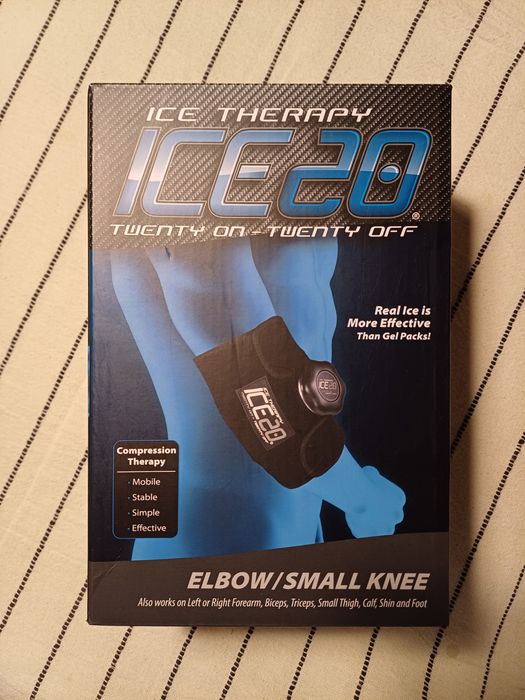 ICE THERAPY
ICE20®
TWENTY ON - TWENTY OFF
Real Ice is
More Effective
Than Gel Packs!
ICE20
ICE THERAPY
ICE20
Compression
Therapy
· Mobile
· Stable
· Simple
· Effective
ELBOW/SMALL KNEE
Also works on Left or Right Forearm, Biceps, Triceps, Small Thigh, Calf, Shin and Foot